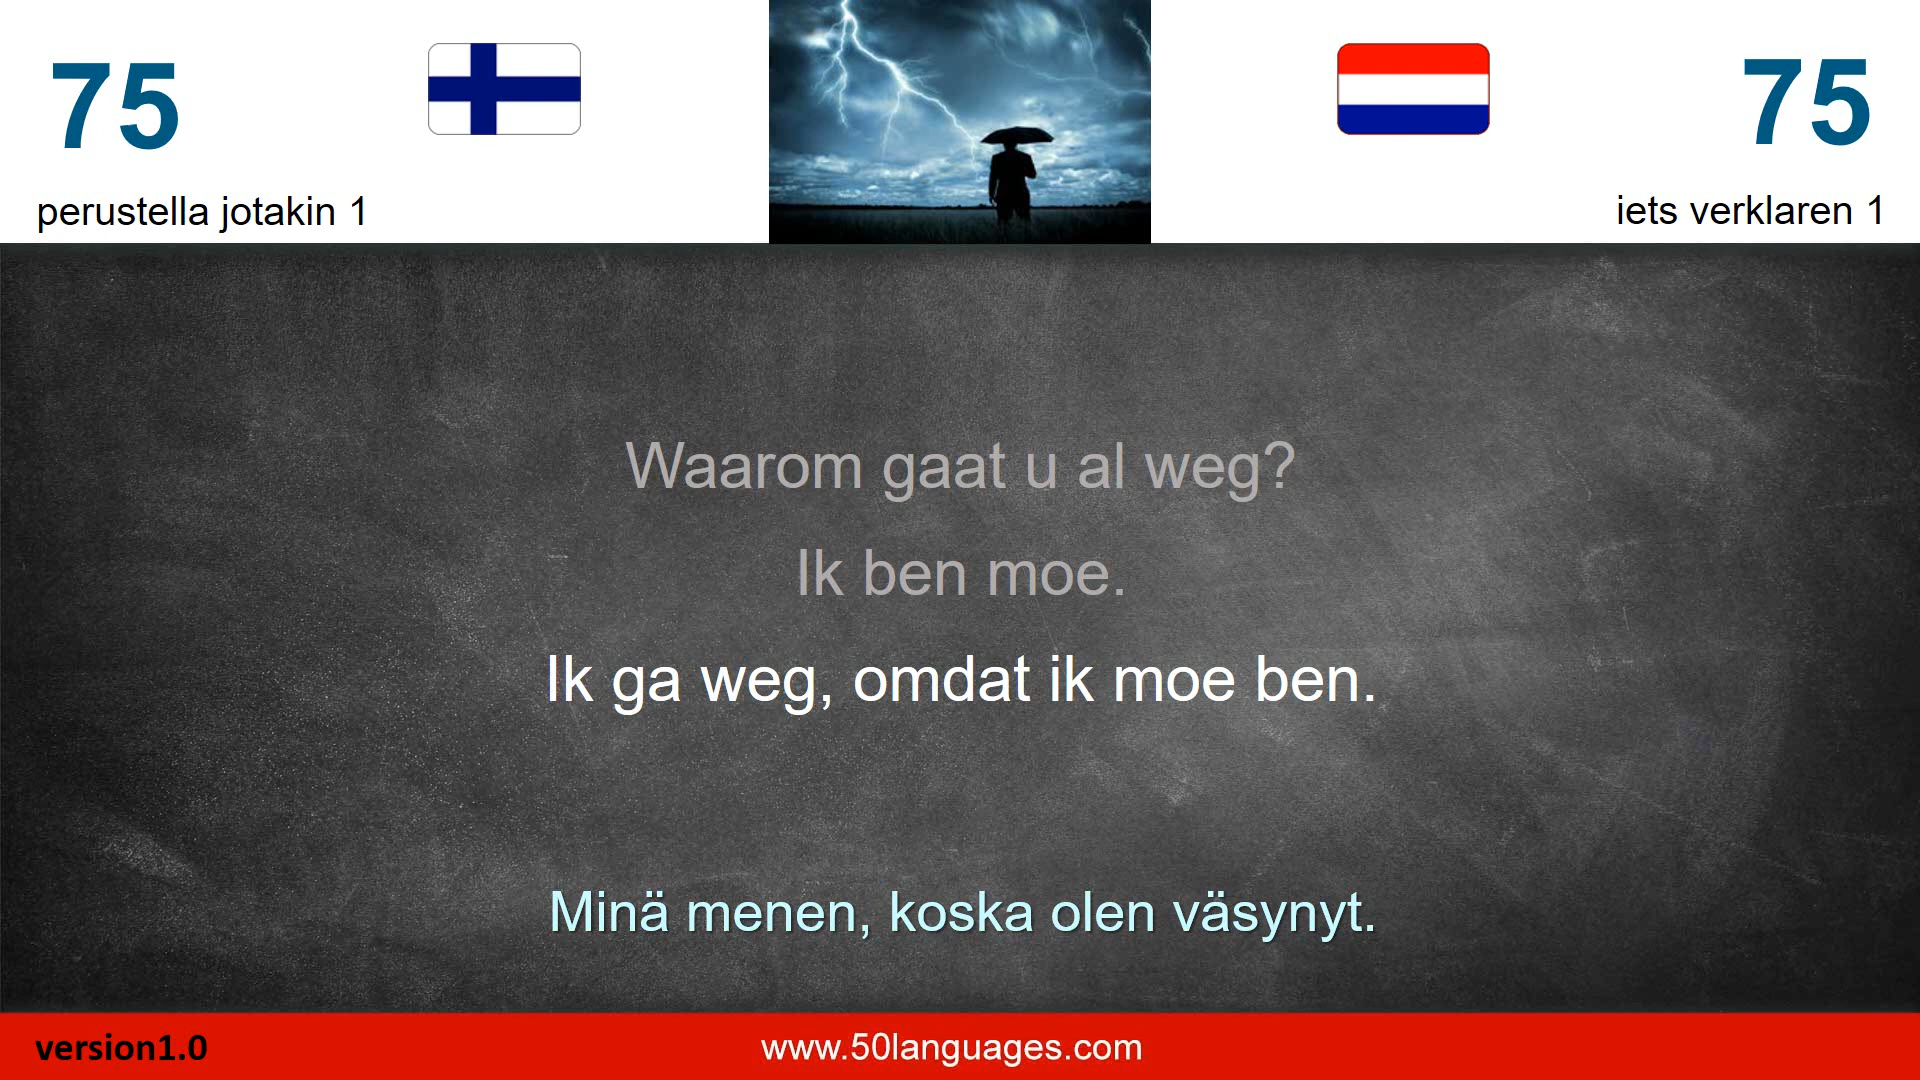 75
75
perustella jotakin 1
iets verklaren 1
Waarom gaat u al weg?
Ik ben moe.
Ik ga weg, omdat ik moe ben.
Minä menen, koska olen väsynyt.
version1.0
www.50languages.com